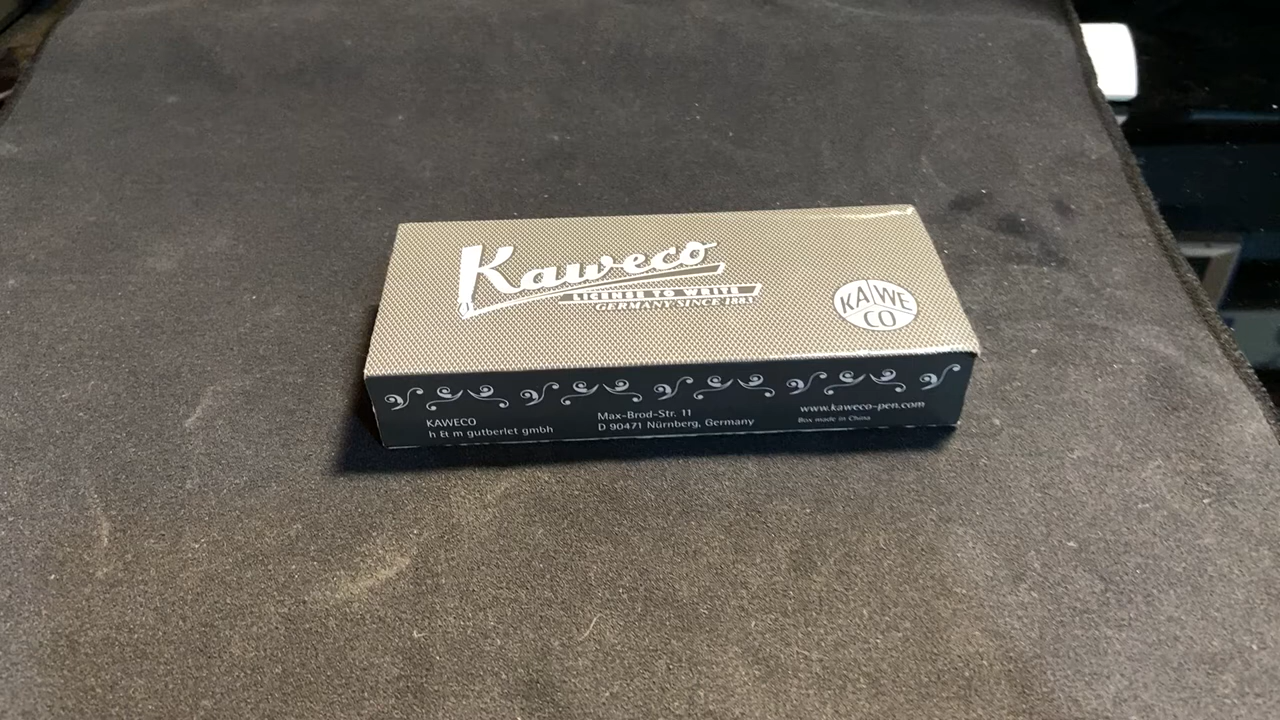 Kaweco
LICENSE TO WRITE
GERMANY SINCE 1883
KA WE
CO
KAWECO
h & m gutberlet gmbh
Max-Brod-Str. 11
D 90471 Nürnberg, Germany
www.kaweco-pen.com
Box made in China